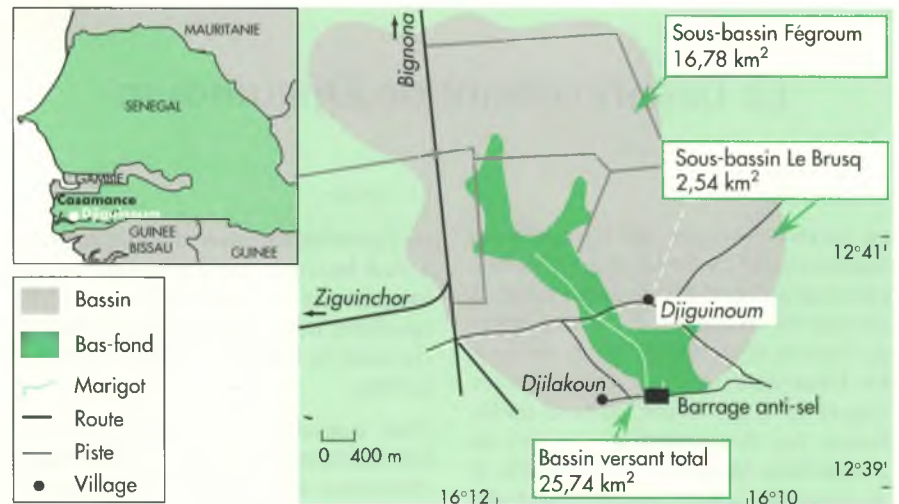 MAURITANIE
SENEGAL
GAMBIE
Casamance
Djiguinoum
GUINEE
BISSAU
GUINEE
Bassin
Bas-fond
Marigot
Route
Piste
Village
Bignona
Sous-bassin Fégroum
16,78 km²
Sous-bassin Le Brusq
2,54 km²
12°41'
Ziguinchor
Djiguinoum
Djilakoun
Barrage anti-sel
0 400 m
Bassin versant total
25,74 km²
12°39'
16°12
16°10